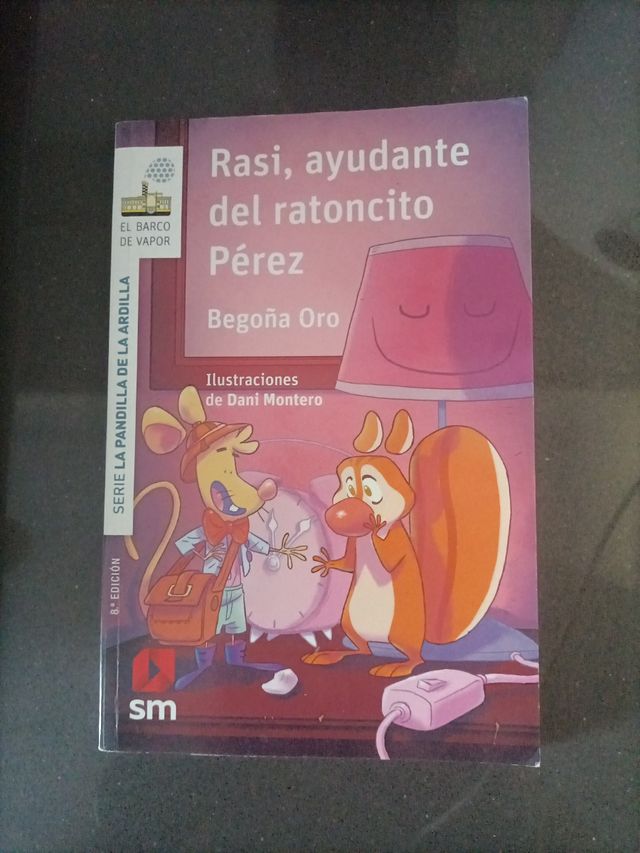 Rasi, ayudante
del ratoncito
Pérez
Begoña Oro
Ilustraciones
de Dani Montero
EL BARCO
DE VAPOR
SERIE LA PANDILLA DE LA ARDILLA
8.ª EDICIÓN
sm